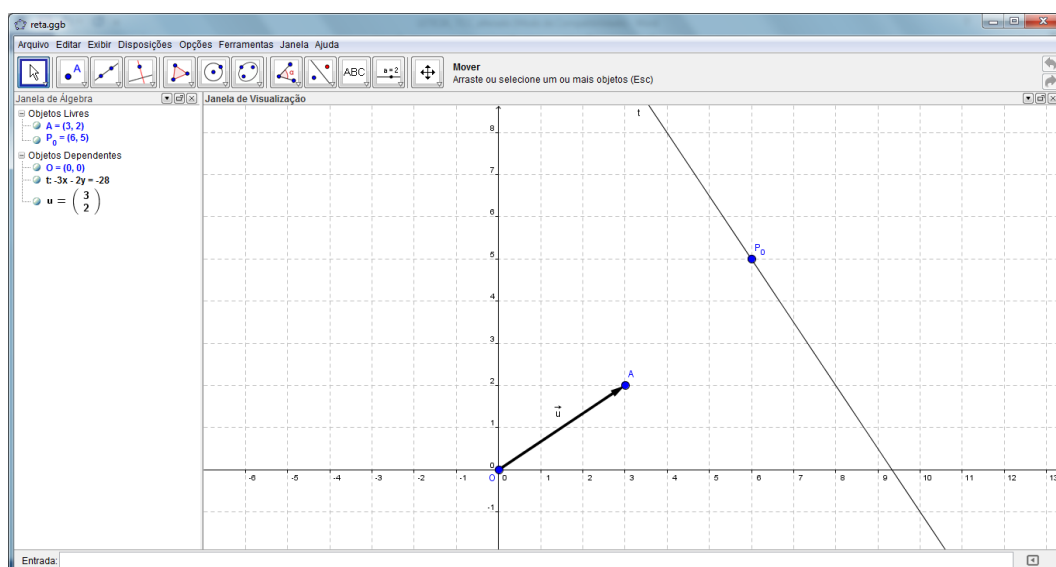 reta.ggb
Arquivo Editar Exibir Disposições Opções Ferramentas Janela Ajuda
A
α
ABC
a=2
Mover
Arraste ou selecione um ou mais objetos (Esc)
Janela de Álgebra
Objetos Livres
A = (3, 2)
P0 = (6, 5)
Objetos Dependentes
O = (0, 0)
t: -3x - 2y = -28
u = ( 3
2 )
Janela de Visualização
t
8
7
6
5
P0
4
3
2
A
u
1
0
O
-6 -5 -4 -3 -2 -1 0 1 2 3 4 5 6 7 8 9 10 11 12 13
-1
Entrada: